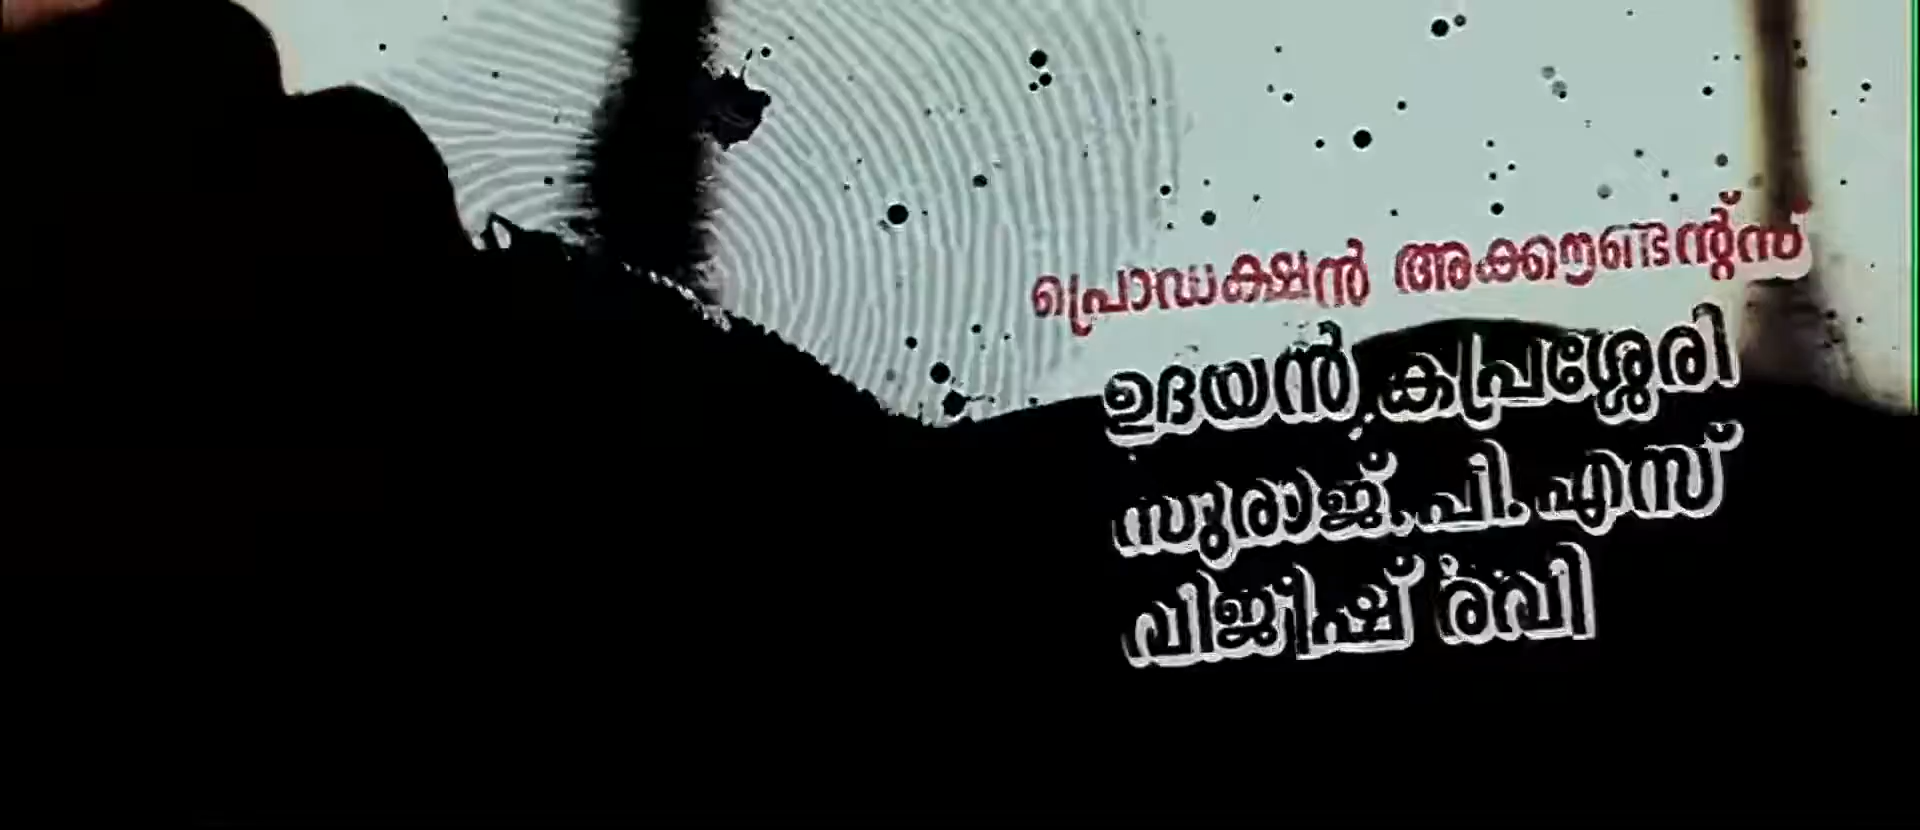 പ്രൊഡക്ഷൻ അക്കൗണ്ടന്റ്സ്
ഉദയൻ കപ്രശ്ശേരി
സുരാജ്.പി.എസ്
വിജീഷ് രവി